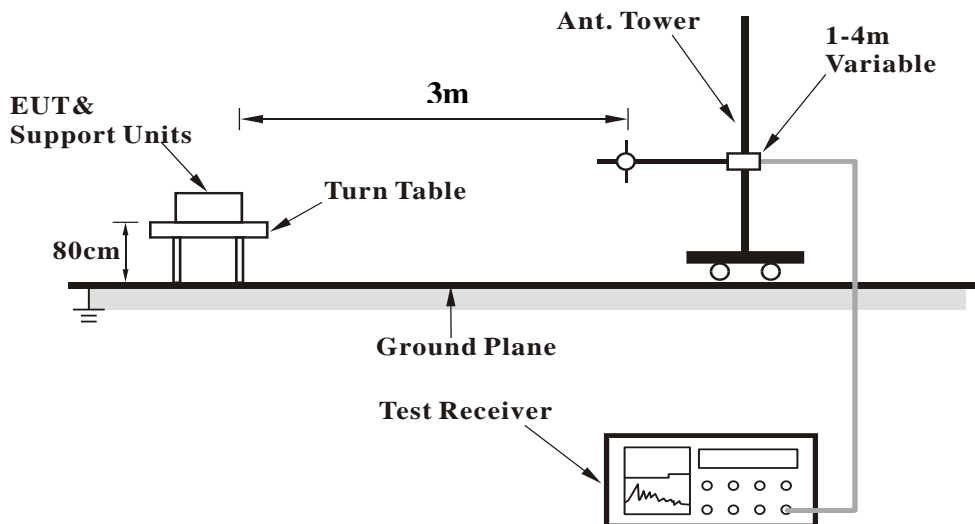 Ant. Tower
1-4m
Variable
3m
EUT&
Support Units
Turn Table
80cm
Ground Plane
Test Receiver